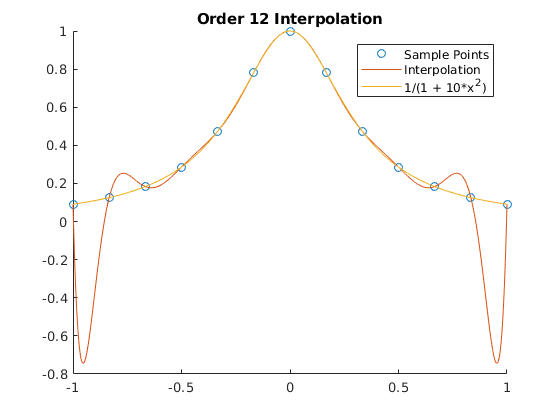 Order 12 Interpolation
Sample Points
Interpolation
1/(1 + 10*x²)
1
0.8
0.6
0.4
0.2
0
-0.2
-0.4
-0.6
-0.8
-1 -0.5 0 0.5 1